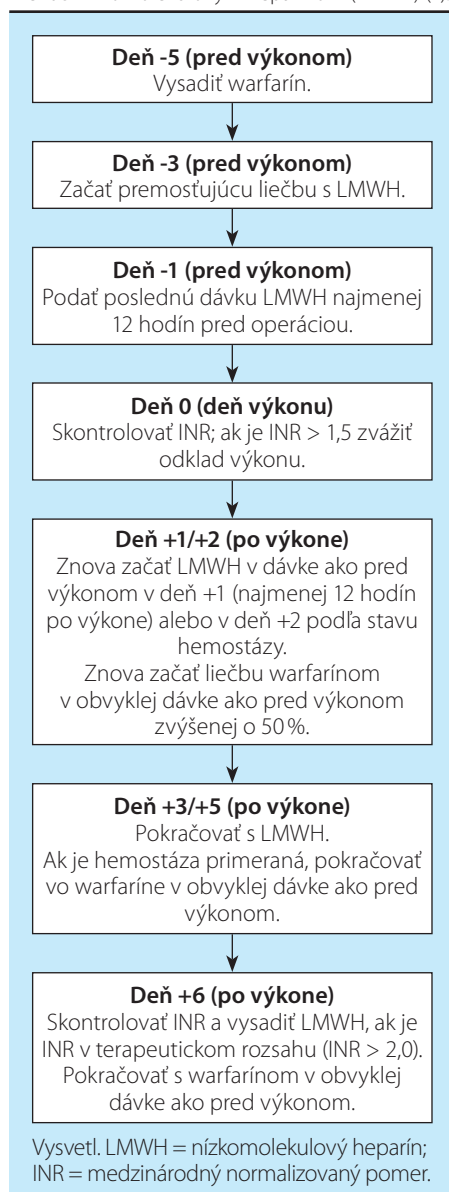 Deň -5 (pred výkonom)
Vysadiť warfarín.
Deň -3 (pred výkonom)
Začať premosťujúcu liečbu s LMWH.
Deň -1 (pred výkonom)
Podať poslednú dávku LMWH najmenej
12 hodín pred operáciou.
Deň 0 (deň výkonu)
Skontrolovať INR; ak je INR > 1,5 zvážiť
odklad výkonu.
Deň +1/+2 (po výkone)
Znova začať LMWH v dávke ako pred
výkonom v deň +1 (najmenej 12 hodín
po výkone) alebo v deň +2 podľa stavu
hemostázy.
Znova začať liečbu warfarínom
v obvyklej dávke ako pred výkonom
zvýšenej o 50 %.
Deň +3/+5 (po výkone)
Pokračovať s LMWH.
Ak je hemostáza primeraná, pokračovať
vo warfaríne v obvyklej dávke ako pred
výkonom.
Deň +6 (po výkone)
Skontrolovať INR a vysadiť LMWH, ak je
INR v terapeutickom rozsahu (INR > 2,0).
Pokračovať s warfarínom v obvyklej
dávke ako pred výkonom.
Vysvetl. LMWH = nízkomolekulový heparín;
INR = medzinárodný normalizovaný pomer.